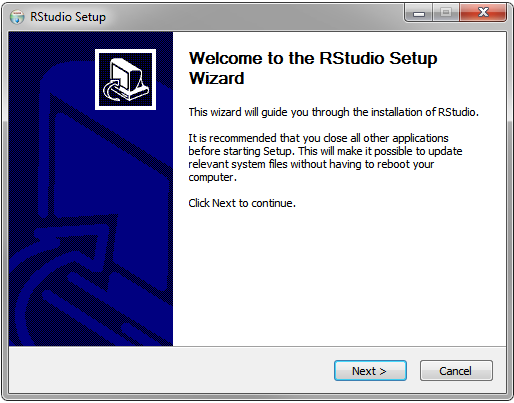 RStudio Setup
Welcome to the RStudio Setup
Wizard
This wizard will guide you through the installation of RStudio.
It is recommended that you close all other applications
before starting Setup. This will make it possible to update
relevant system files without having to reboot your
computer.
Click Next to continue.
Next >
Cancel